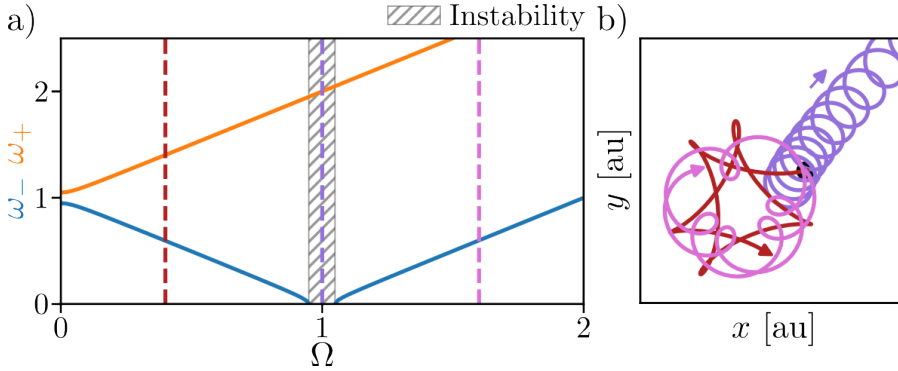 a)
Instability
b)
ω₋ ω₊
2
1
0
0
1
2
Ω
y [au]
x [au]